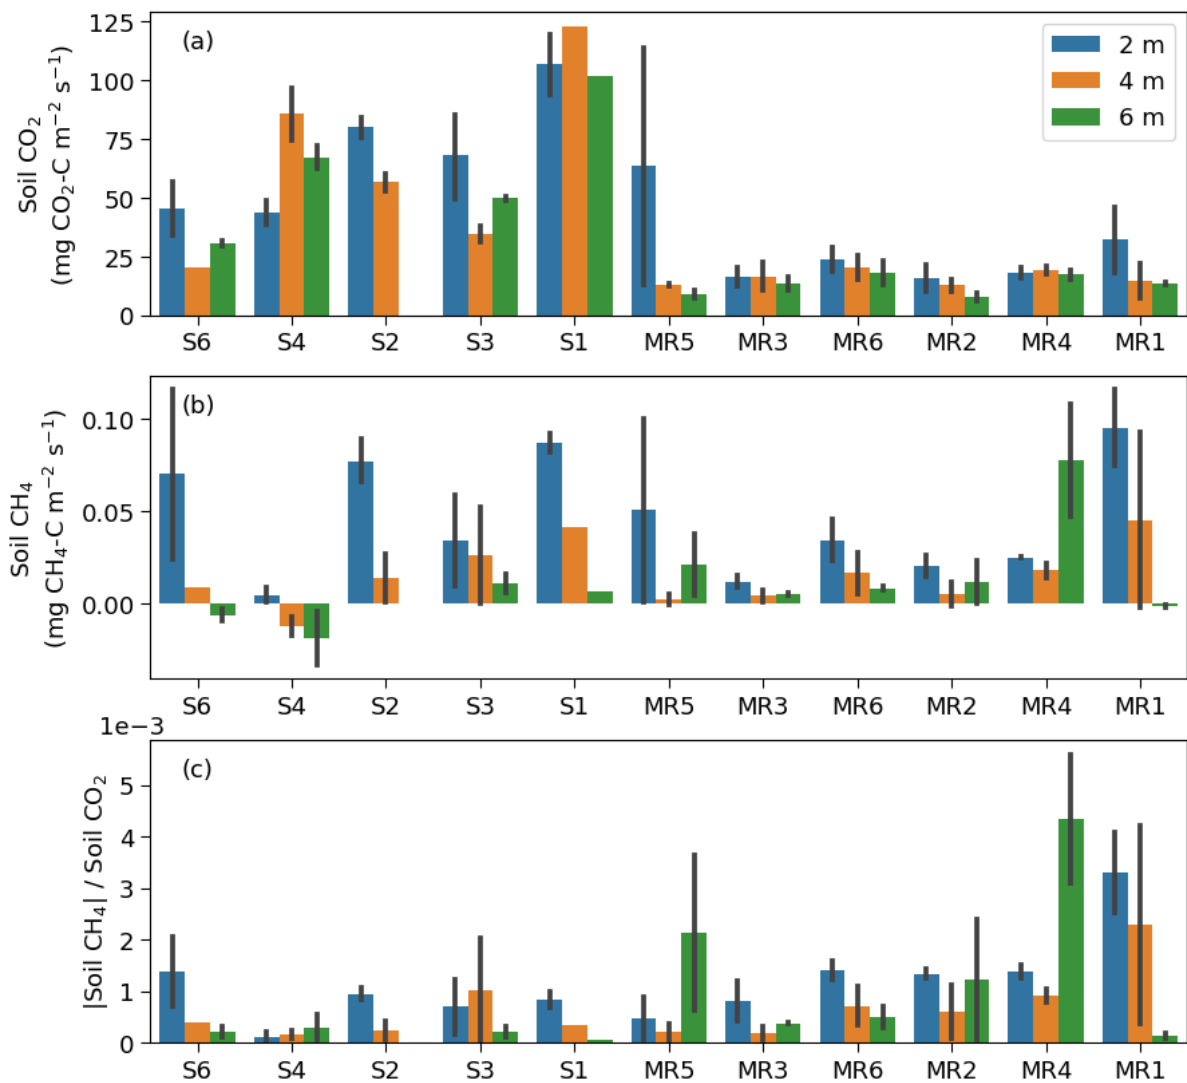 (a)
2 m
4 m
6 m
Soil CO₂
(mg CO₂-C m⁻² s⁻¹)
125
100
75
50
25
0
S6 S4 S2 S3 S1 MR5 MR3 MR6 MR2 MR4 MR1
(b)
Soil CH₄
(mg CH₄-C m⁻² s⁻¹)
0.10
0.05
0.00
S6 S4 S2 S3 S1 MR5 MR3 MR6 MR2 MR4 MR1
1e−3
(c)
|Soil CH₄| / Soil CO₂
5
4
3
2
1
0
S6 S4 S2 S3 S1 MR5 MR3 MR6 MR2 MR4 MR1